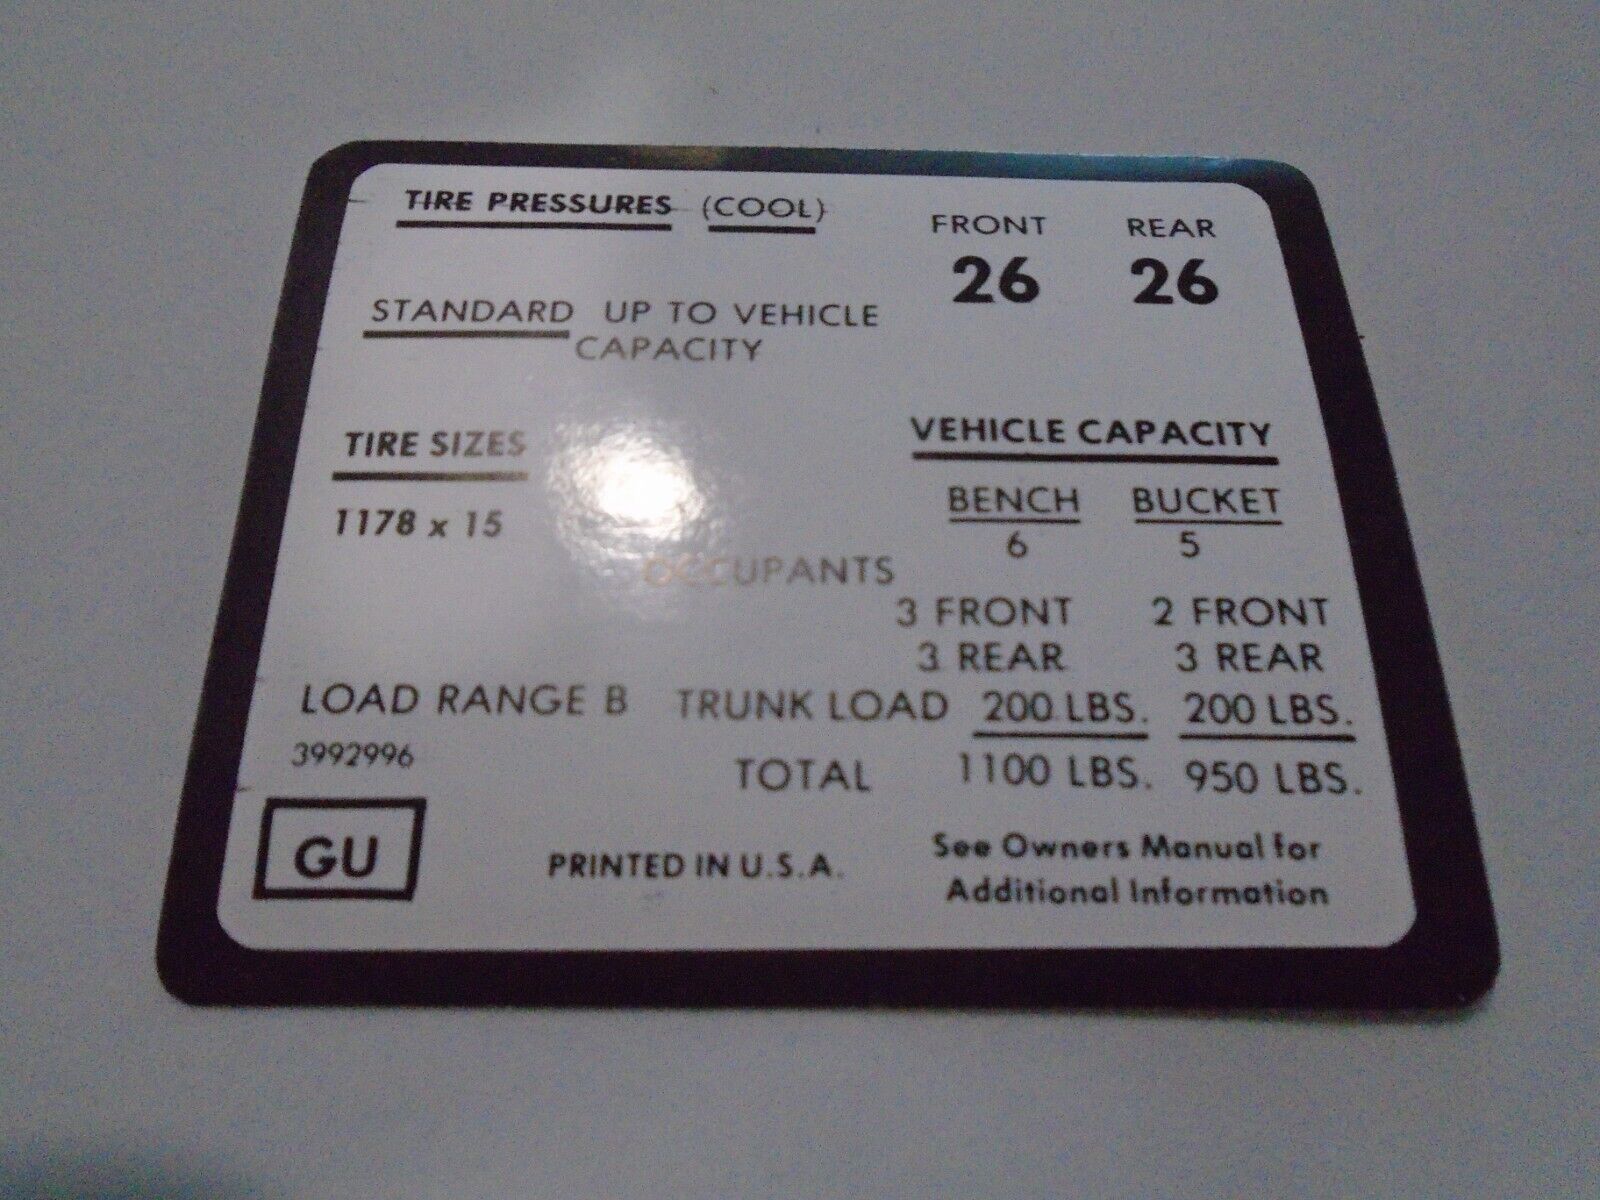 TIRE PRESSURES (COOL)
FRONT REAR
26 26
STANDARD UP TO VEHICLE
CAPACITY
TIRE SIZES
1178 x 15
VEHICLE CAPACITY
BENCH BUCKET
6 5
OCCUPANTS
3 FRONT 2 FRONT
3 REAR 3 REAR
LOAD RANGE B TRUNK LOAD 200 LBS. 200 LBS.
3992996
TOTAL 1100 LBS. 950 LBS.
GU
PRINTED IN U.S.A.
See Owners Manual for
Additional Information